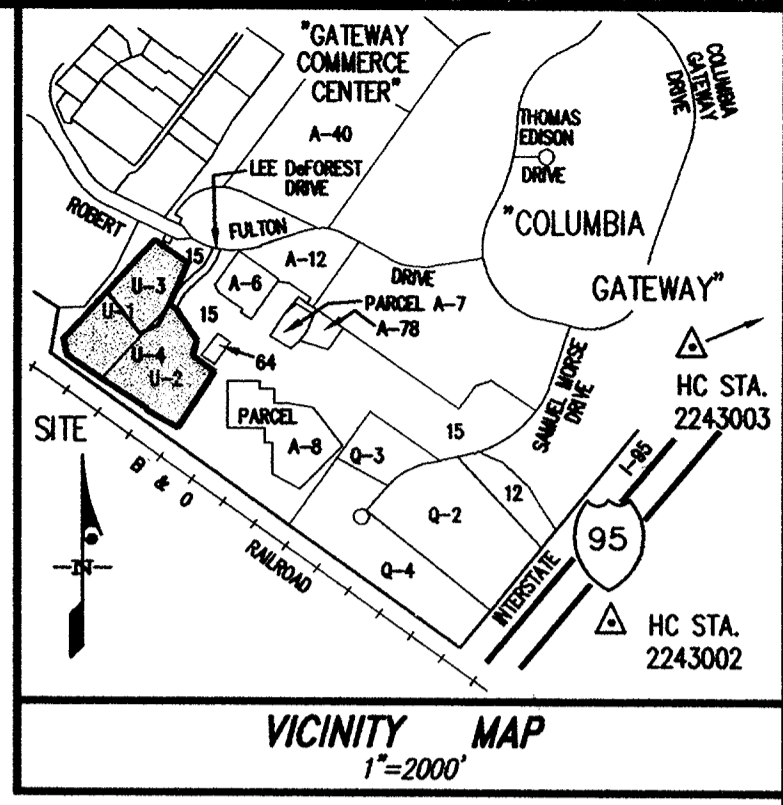 "GATEWAY
COMMERCE
CENTER"
A-40
LEE DeFOREST
DRIVE
COLUMBIA
GATEWAY
DRIVE
THOMAS
EDISON
DRIVE
"COLUMBIA
GATEWAY"
ROBERT
FULTON
DRIVE
15
A-12
A-6
U-3
U-1
15
PARCEL A-7
A-78
U-4
U-2
64
HC STA.
2243003
SITE
PARCEL
A-8
15
SAMUEL MORSE
DRIVE
Q-3
12
Q-2
Q-4
I-95
95
INTERSTATE
B & O
RAILROAD
N
HC STA.
2243002
VICINITY MAP
1"=2000'